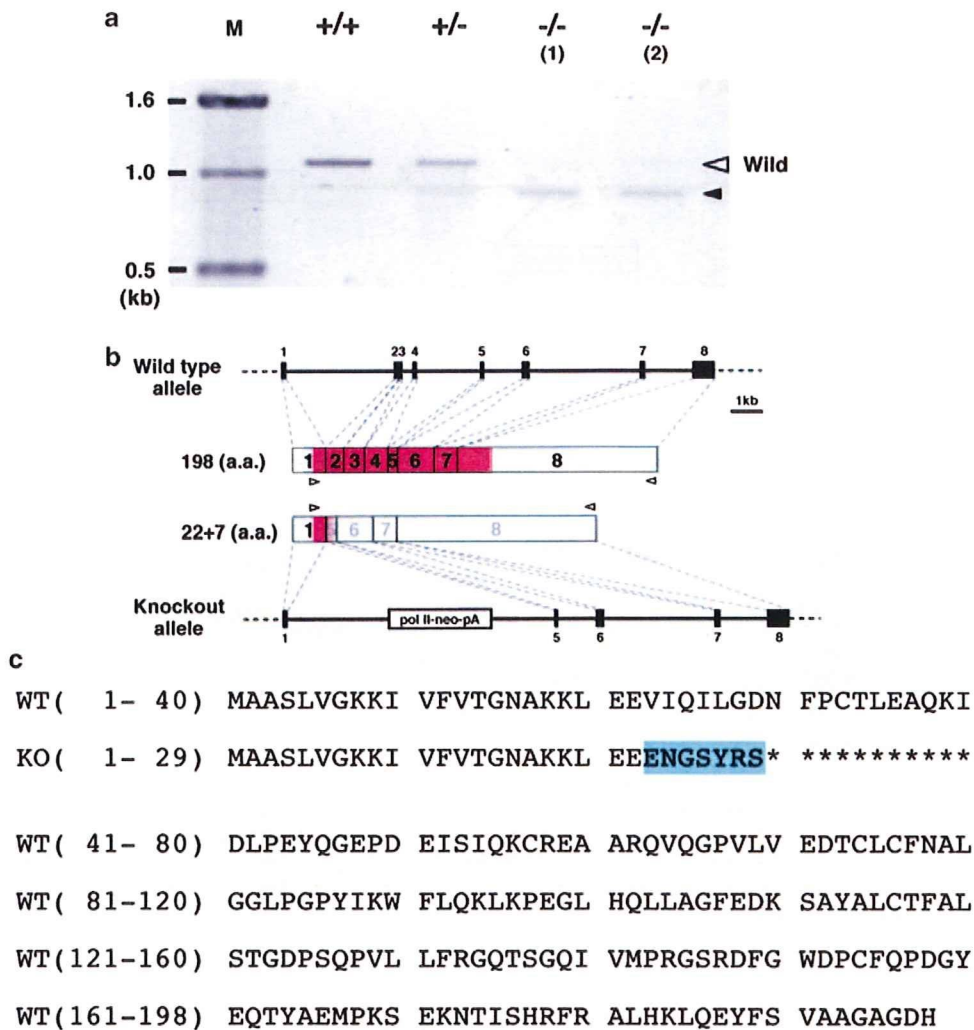 a
M +/+ +/- -/- -/-
(1) (2)
1.6
1.0
0.5
(kb)
Wild
b
1 23 4 5 6 7 8
Wild type
allele
1kb
198 (a.a.) 1 2 3 4 5 6 7 8
22+7 (a.a.) 1 5 6 7 8
Knockout
allele
pol II-neo-pA
1 5 6 7 8
c
WT( 1- 40) MAASLVGKKI VFVTGNAKKL EEVIQILGDN FPCTLEAQKI
KO( 1- 29) MAASLVGKKI VFVTGNAKKL EEENGSYRS* **********
WT( 41- 80) DLPEYQGEPD EISIQKCREA ARQVQGPVLV EDTCLCFNAL
WT( 81-120) GGLPGPYIKW FLQKLKPEGL HQLLAGFEDK SAYALCTFAL
WT(121-160) STGDPSQPVL LFRGQTSGQI VMPRGSRDFG WDPCFQPDGY
WT(161-198) EQTYAEMPKS EKNTISHRFR ALHKLQEYFS VAAGAGDH